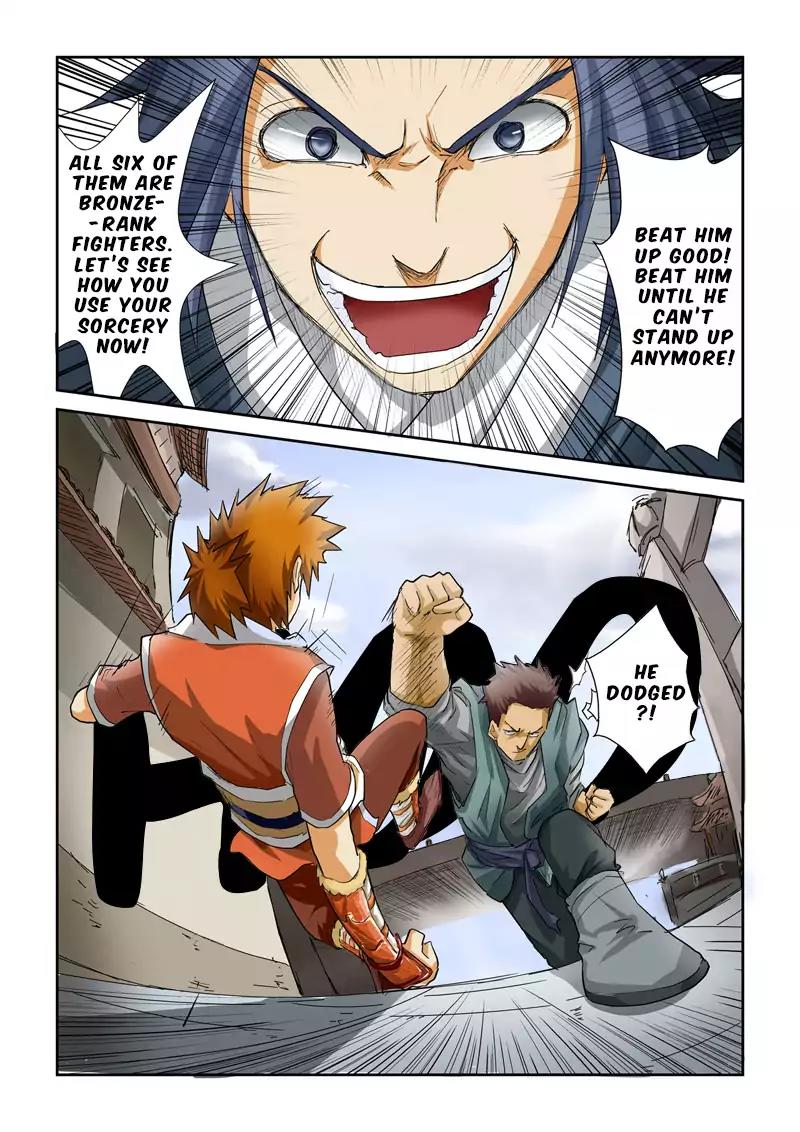 ALL SIX OF
THEM ARE
BRONZE-
-RANK
FIGHTERS.
LET'S SEE
HOW YOU
USE YOUR
SORCERY
NOW!
BEAT HIM
UP GOOD!
BEAT HIM
UNTIL HE
CAN'T
STAND UP
ANYMORE!
HE
DODGED
?!